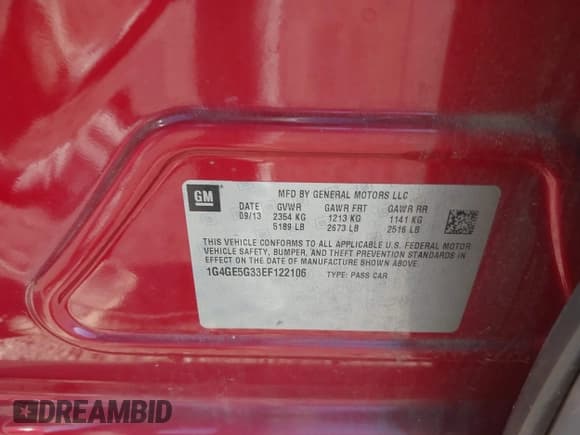 GM
MFD BY GENERAL MOTORS LLC
DATE GVWR GAWR FRT GAWR RR
09/13 2354 KG 1213 KG 1141 KG
5189 LB 2673 LB 2516 LB
THIS VEHICLE CONFORMS TO ALL APPLICABLE U.S. FEDERAL MOTOR
VEHICLE SAFETY, BUMPER, AND THEFT PREVENTION STANDARDS IN
EFFECT ON THE DATE OF MANUFACTURE SHOWN ABOVE.
1G4GE5G33EF122106 TYPE: PASS CAR
DREAMBID